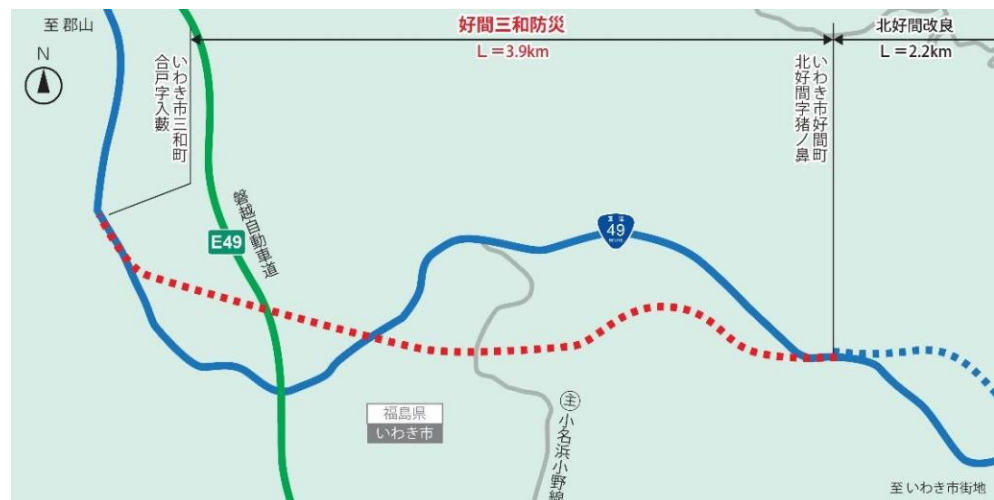 至 郡山
好間三和防災
L＝3.9km
北好間改良
L＝2.2km
N
いわき市三和町
合戸字入藪
いわき市好間町
北好間字猪ノ鼻
磐越自動車道
E49
国道
49
ROUTE
福島県
いわき市
主
小名浜小野線
至 いわき市街地